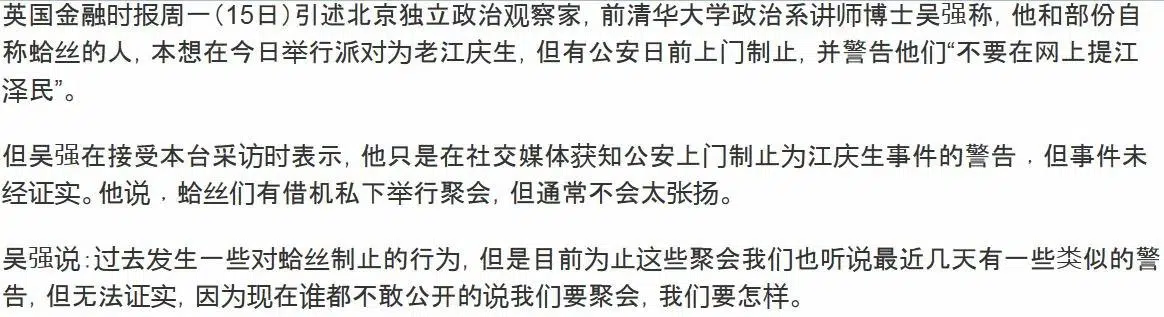 英国金融时报周一(15日)引述北京独立政治观察家, 前清华大学政治系讲师博士吴强称, 他和部份自
称蛤丝的人, 本想在今日举行派对为老江庆生, 但有公安日前上门制止, 并警告他们“不要在网上提江
泽民”。
但吴强在接受本台采访时表示, 他只是在社交媒体获知公安上门制止为江庆生事件的警告﹐但事件未
经证实。他说﹐蛤丝们有借机私下举行聚会, 但通常不会太张扬。
吴强说:过去发生一些对蛤丝制止的行为, 但是目前为止这些聚会我们也听说最近几天有一些类似的警
告, 但无法证实, 因为现在谁都不敢公开的说我们要聚会, 我们要怎样。